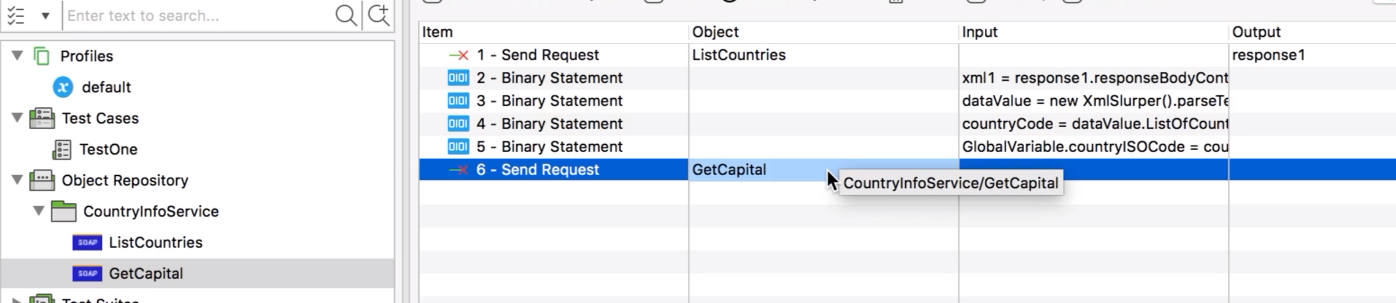 Enter text to search...
Profiles
default
Test Cases
TestOne
Object Repository
CountryInfoService
SOAP ListCountries
SOAP GetCapital
Item Object Input Output
1 - Send Request ListCountries response1
2 - Binary Statement xml1 = response1.responseBodyCont
3 - Binary Statement dataValue = new XmlSlurper().parseTe
4 - Binary Statement countryCode = dataValue.ListOfCount
5 - Binary Statement GlobalVariable.countryISOCode = cou
6 - Send Request GetCapital
CountryInfoService/GetCapital